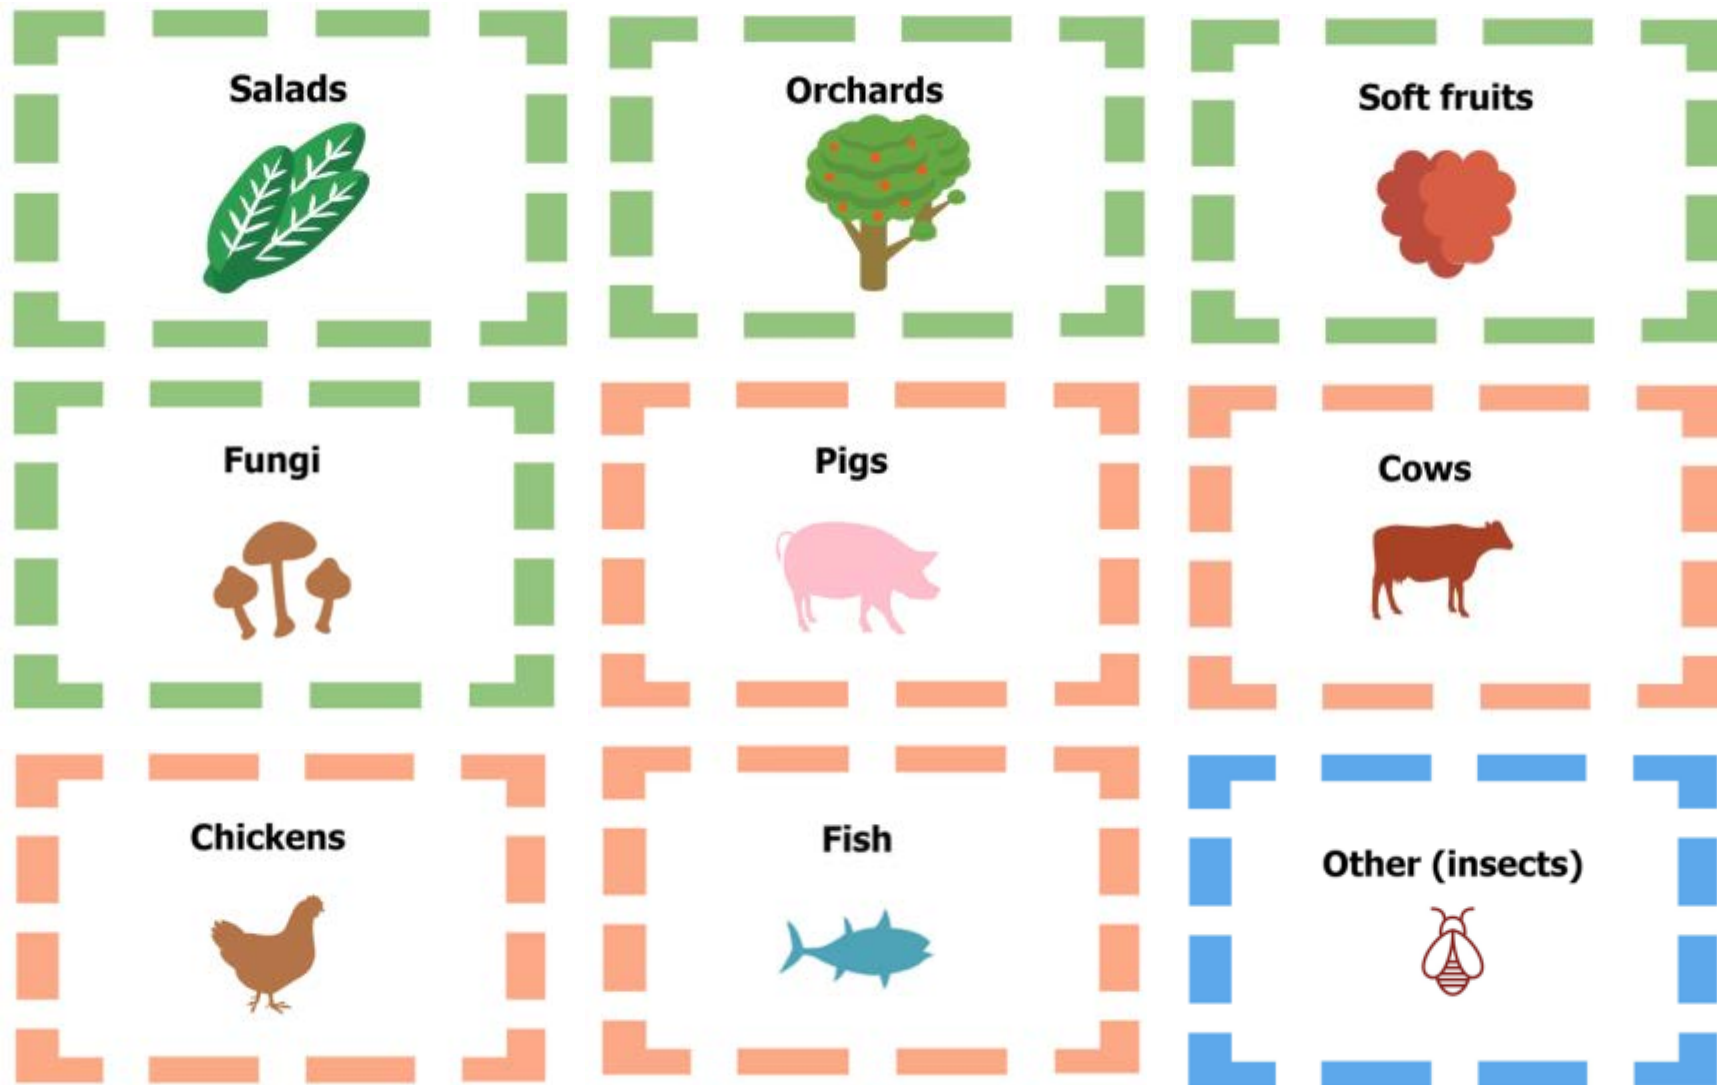 Salads
Orchards
Soft fruits
Fungi
Pigs
Cows
Chickens
Fish
Other (insects)